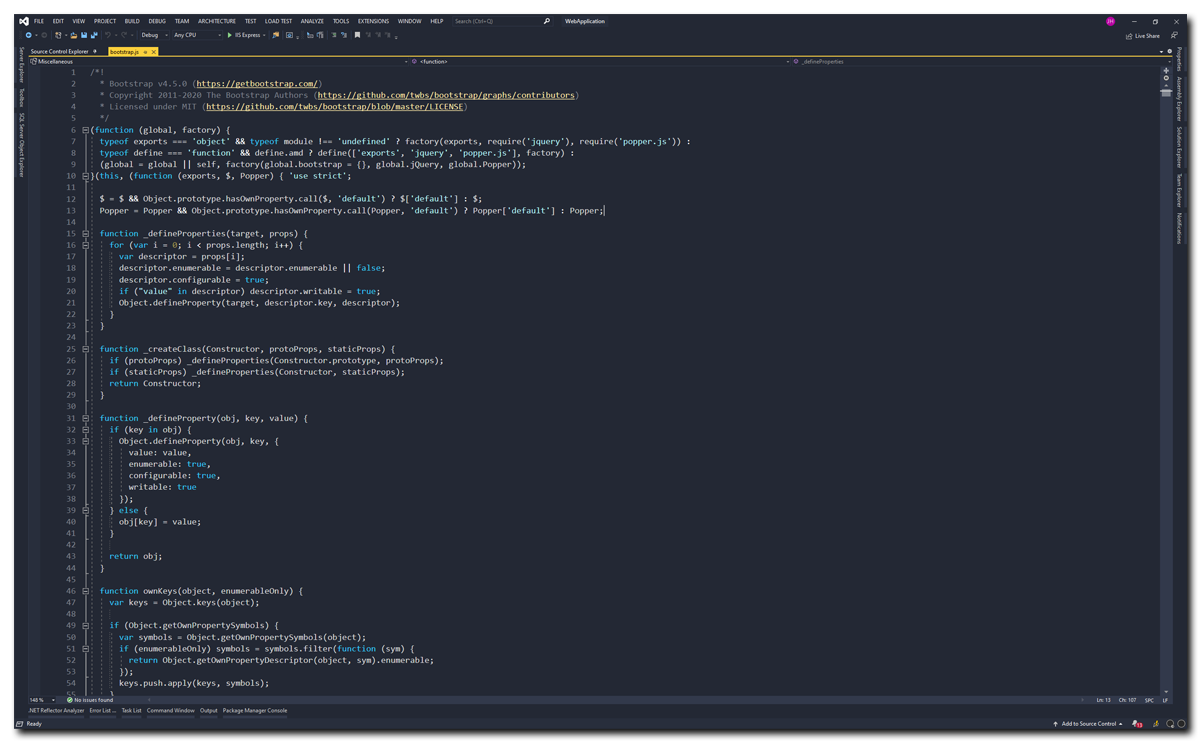 FILE EDIT VIEW PROJECT BUILD DEBUG TEAM ARCHITECTURE TEST LOAD TEST ANALYZE TOOLS EXTENSIONS WINDOW HELP Search (Ctrl+Q) WebApplication JH
Debug Any CPU IIS Express Live Share
Source Control Explorer bootstrap.js
Miscellaneous <function> _defineProperties
Server Explorer
Toolbox
SQL Server Object Explorer
1 /*!
2 * Bootstrap v4.5.0 (https://getbootstrap.com/)
3 * Copyright 2011-2020 The Bootstrap Authors (https://github.com/twbs/bootstrap/graphs/contributors)
4 * Licensed under MIT (https://github.com/twbs/bootstrap/blob/master/LICENSE)
5 */
6 (function (global, factory) {
7 typeof exports === 'object' && typeof module !== 'undefined' ? factory(exports, require('jquery'), require('popper.js')) :
8 typeof define === 'function' && define.amd ? define(['exports', 'jquery', 'popper.js'], factory) :
9 (global = global || self, factory(global.bootstrap = {}, global.jQuery, global.Popper));
10 }(this, (function (exports, $, Popper) { 'use strict';
11
12 $ = $ && Object.prototype.hasOwnProperty.call($, 'default') ? $['default'] : $;
13 Popper = Popper && Object.prototype.hasOwnProperty.call(Popper, 'default') ? Popper['default'] : Popper;
14
15 function _defineProperties(target, props) {
16 for (var i = 0; i < props.length; i++) {
17 var descriptor = props[i];
18 descriptor.enumerable = descriptor.enumerable || false;
19 descriptor.configurable = true;
20 if ("value" in descriptor) descriptor.writable = true;
21 Object.defineProperty(target, descriptor.key, descriptor);
22 }
23 }
24
25 function _createClass(Constructor, protoProps, staticProps) {
26 if (protoProps) _defineProperties(Constructor.prototype, protoProps);
27 if (staticProps) _defineProperties(Constructor, staticProps);
28 return Constructor;
29 }
30
31 function _defineProperty(obj, key, value) {
32 if (key in obj) {
33 Object.defineProperty(obj, key, {
34 value: value,
35 enumerable: true,
36 configurable: true,
37 writable: true
38 });
39 } else {
40 obj[key] = value;
41 }
42
43 return obj;
44 }
45
46 function ownKeys(object, enumerableOnly) {
47 var keys = Object.keys(object);
48
49 if (Object.getOwnPropertySymbols) {
50 var symbols = Object.getOwnPropertySymbols(object);
51 if (enumerableOnly) symbols = symbols.filter(function (sym) {
52 return Object.getOwnPropertyDescriptor(object, sym).enumerable;
53 });
54 keys.push.apply(keys, symbols);
55 }
Properties
Assembly Explorer
Solution Explorer
Team Explorer
Notifications
148 % No issues found Ln: 13 Ch: 107 SPC LF
.NET Reflector Analyzer Error List ... Task List Command Window Output Package Manager Console
Ready Add to Source Control 13